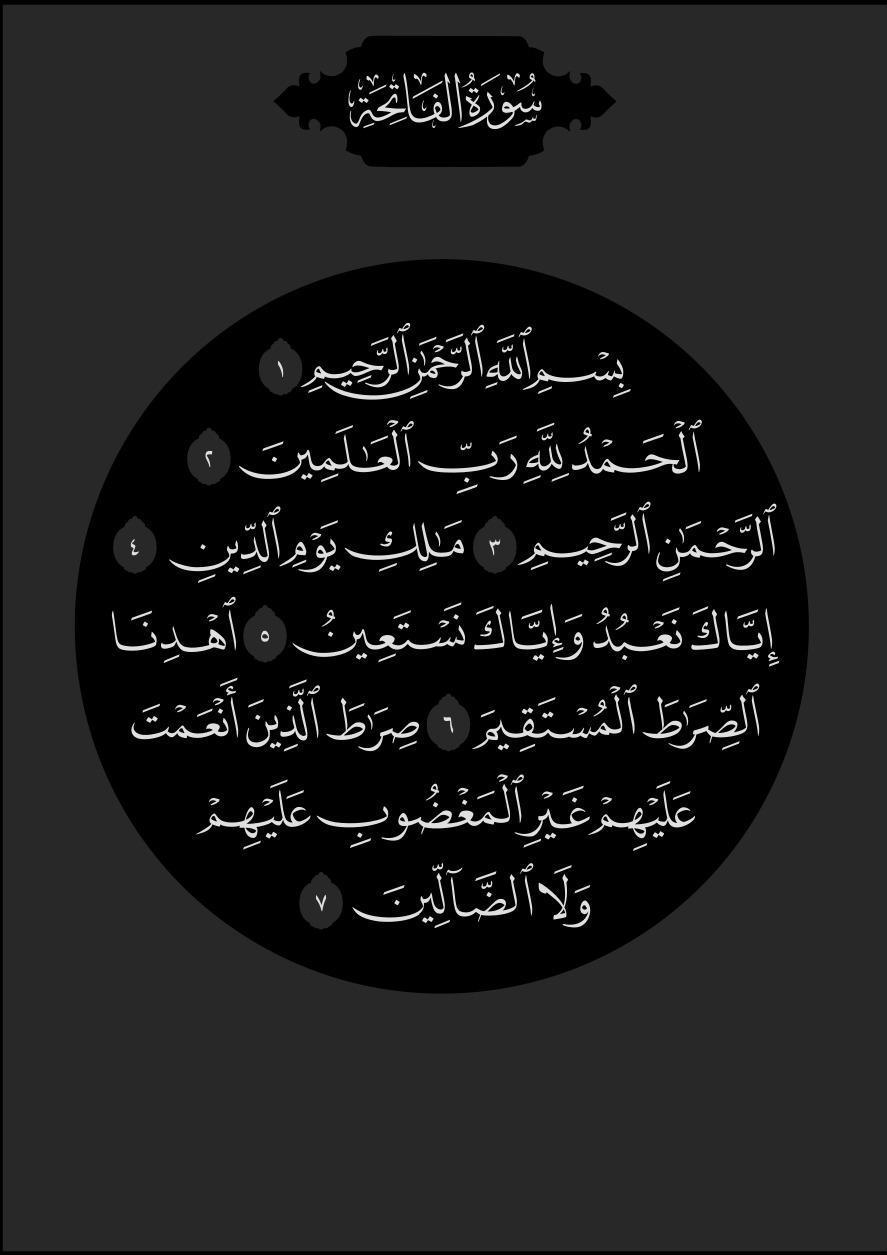 سُورَةُ الفَاتِحَةِ
بِسْمِ ٱللَّهِ ٱلرَّحْمَٰنِ ٱلرَّحِيمِ ١
ٱلْحَمْدُ لِلَّهِ رَبِّ ٱلْعَٰلَمِينَ ٢
ٱلرَّحْمَٰنِ ٱلرَّحِيمِ ٣ مَٰلِكِ يَوْمِ ٱلدِّينِ ٤
إِيَّاكَ نَعْبُدُ وَإِيَّاكَ نَسْتَعِينُ ٥ ٱهْدِنَا
ٱلصِّرَٰطَ ٱلْمُسْتَقِيمَ ٦ صِرَٰطَ ٱلَّذِينَ أَنْعَمْتَ
عَلَيْهِمْ غَيْرِ ٱلْمَغْضُوبِ عَلَيْهِمْ
وَلَا ٱلضَّآلِّينَ ٧